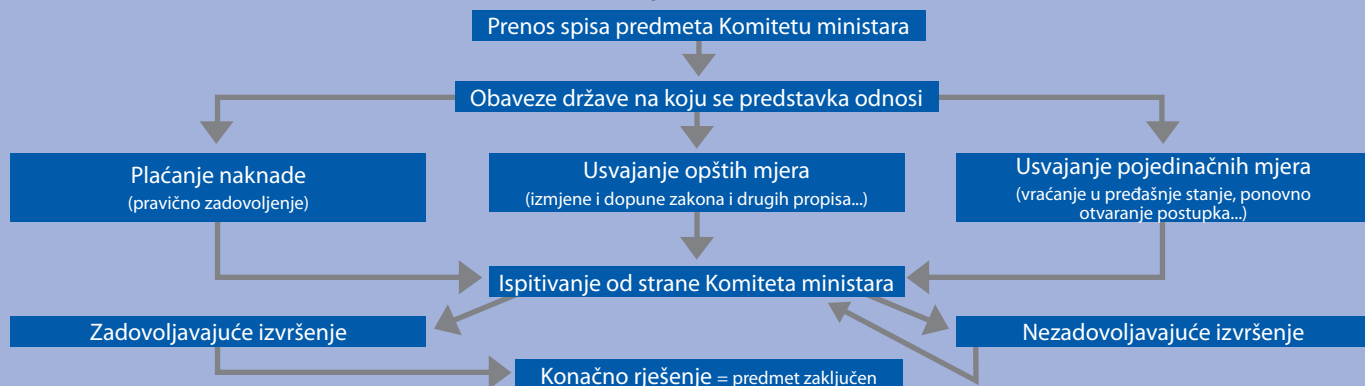 Prenos spisa predmeta Komitetu ministara
Obaveze države na koju se predstavka odnosi
Plaćanje naknade
(pravično zadovoljenje)
Usvajanje opštih mjera
(izmjene i dopune zakona i drugih propisa...)
Usvajanje pojedinačnih mjera
(vraćanje u pređašnje stanje, ponovno
otvaranje postupka...)
Ispitivanje od strane Komiteta ministara
Zadovoljavajuće izvršenje
Nezadovoljavajuće izvršenje
Konačno rješenje = predmet zaključen